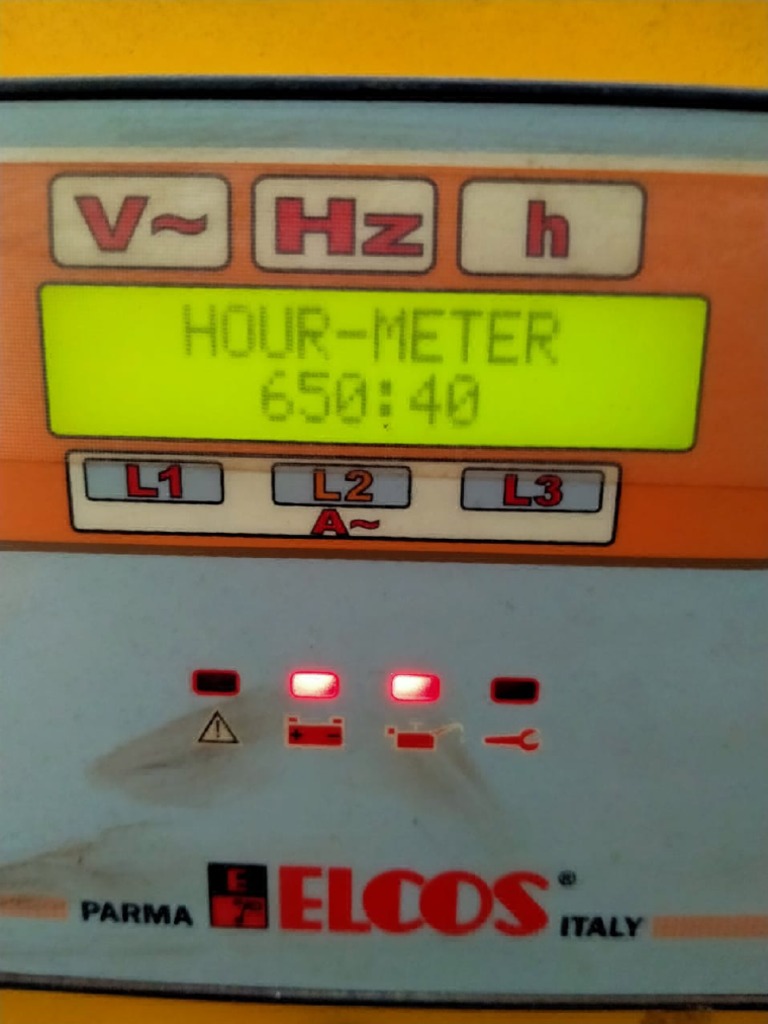 V~ Hz h
HOUR-METER
650:40
L1 L2 L3
A~
PARMA ELCOS® ITALY